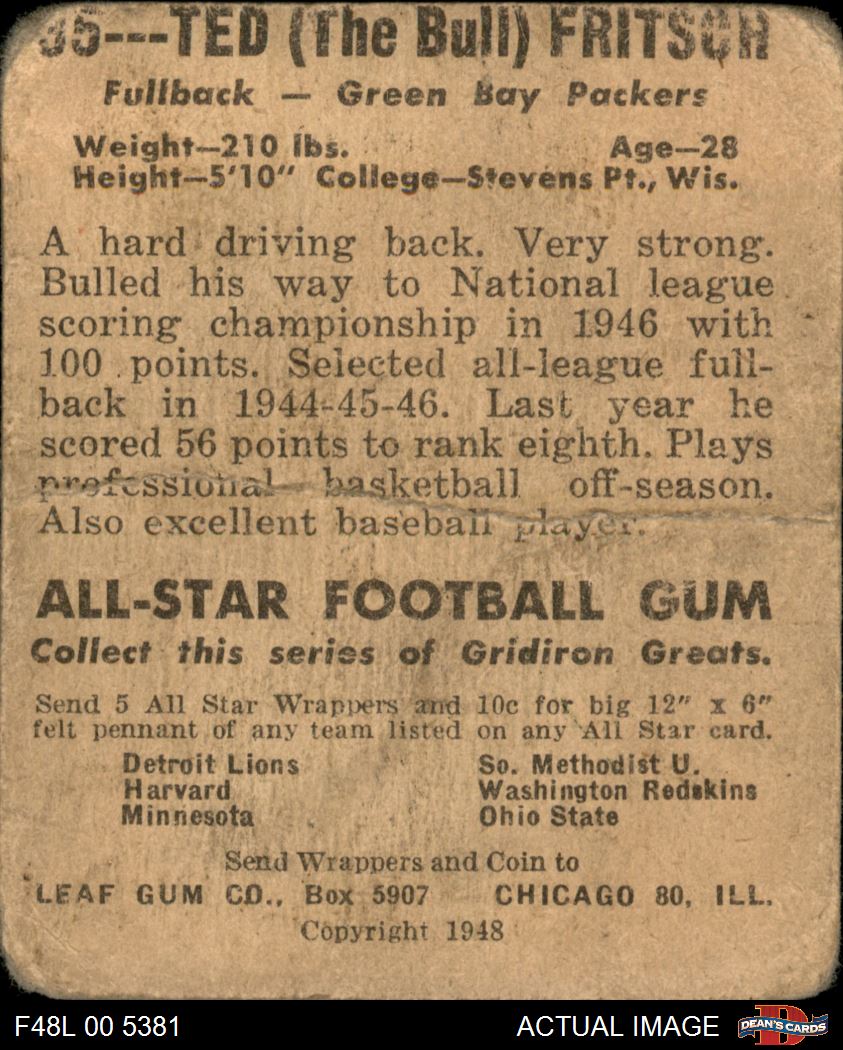 35---TED (The Bull) FRITSCH
Fullback — Green Bay Packers
Weight—210 lbs. Age—28
Height—5'10" College—Stevens Pt., Wis.
A hard driving back. Very strong.
Bulled his way to National league
scoring championship in 1946 with
100 points. Selected all-league full-
back in 1944-45-46. Last year he
scored 56 points to rank eighth. Plays
professional basketball off-season.
Also excellent baseball player.
ALL-STAR FOOTBALL GUM
Collect this series of Gridiron Greats.
Send 5 All Star Wrappers and 10c for big 12" x 6"
felt pennant of any team listed on any All Star card.
Detroit Lions So. Methodist U.
Harvard Washington Redskins
Minnesota Ohio State
Send Wrappers and Coin to
LEAF GUM CO., Box 5907 CHICAGO 80, ILL.
Copyright 1948
F48L 00 5381 ACTUAL IMAGE DEAN'S CARDS